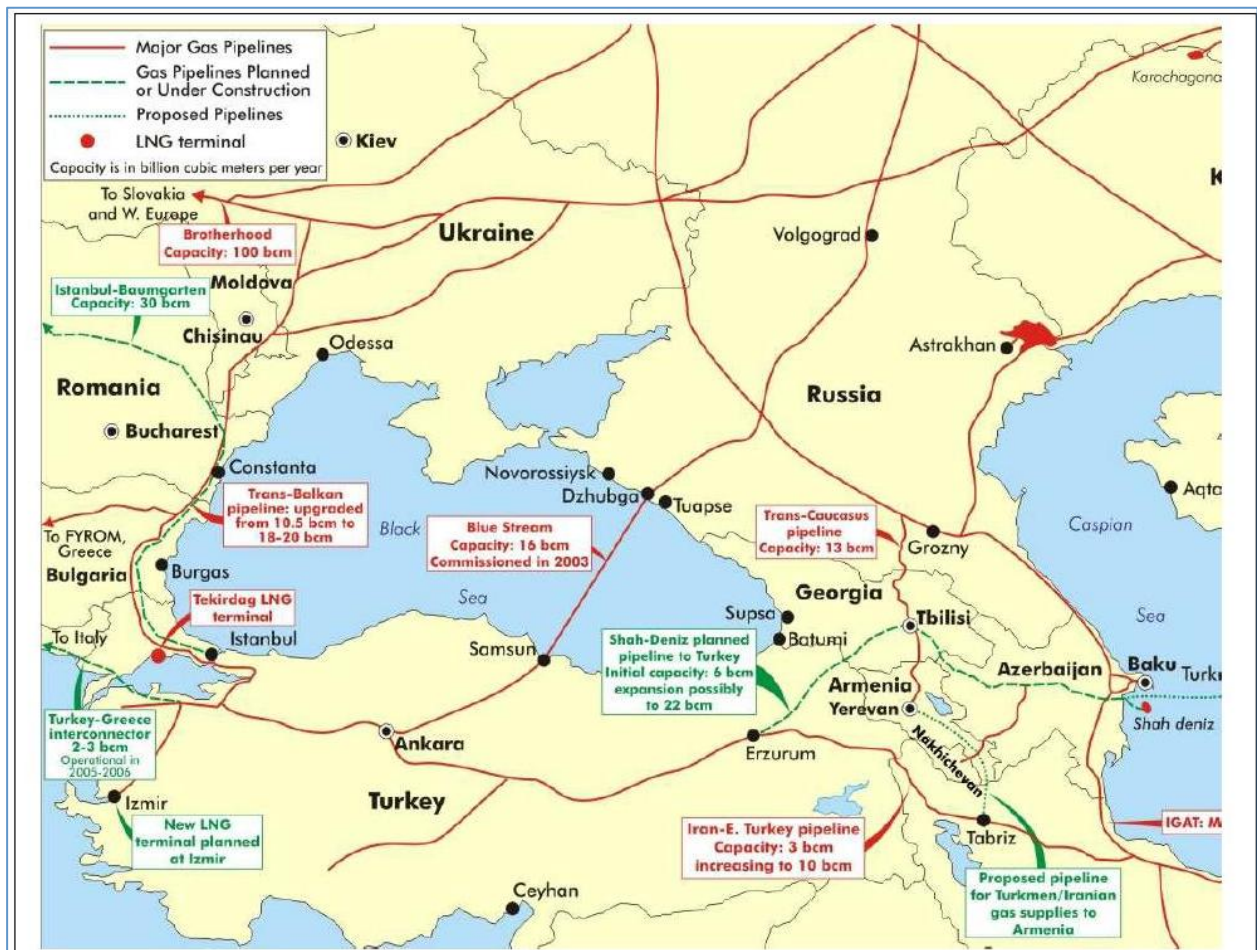 Major Gas Pipelines
Gas Pipelines Planned
or Under Construction
Proposed Pipelines
LNG terminal
Capacity is in billion cubic meters per year
Karachagana
Kiev
To Slovakia
and W. Europe
Brotherhood
Capacity: 100 bcm
Ukraine
Volgograd
K
Istanbul-Baumgarten
Capacity: 30 bcm
Moldova
Chisinau
Odessa
Astrakhan
Romania
Russia
Bucharest
Constanta
Novorossiysk
Dzhubga
Tuapse
Aqta
Trans-Balkan
pipeline: upgraded
from 10.5 bcm to
18-20 bcm
Black
Sea
Blue Stream
Capacity: 16 bcm
Commissioned in 2003
Trans-Caucasus
pipeline
Capacity: 13 bcm
Grozny
Caspian
Sea
To FYROM,
Greece
Bulgaria
Burgas
Tekirdag LNG
terminal
Istanbul
To Italy
Georgia
Supsa
Batumi
Tbilisi
Samsun
Shah-Deniz planned
pipeline to Turkey
Initial capacity: 6 bcm
expansion possibly
to 22 bcm
Azerbaijan
Baku
Turkm
Armenia
Yerevan
Shah deniz
Nakhichevan
Turkey-Greece
interconnector
2-3 bcm
Operational in
2005-2006
Ankara
Erzurum
Izmir
Turkey
New LNG
terminal planned
at Izmir
Iran-E. Turkey pipeline
Capacity: 3 bcm
increasing to 10 bcm
Tabriz
IGAT: M
Proposed pipeline
for Turkmen/Iranian
gas supplies to
Armenia
Ceyhan